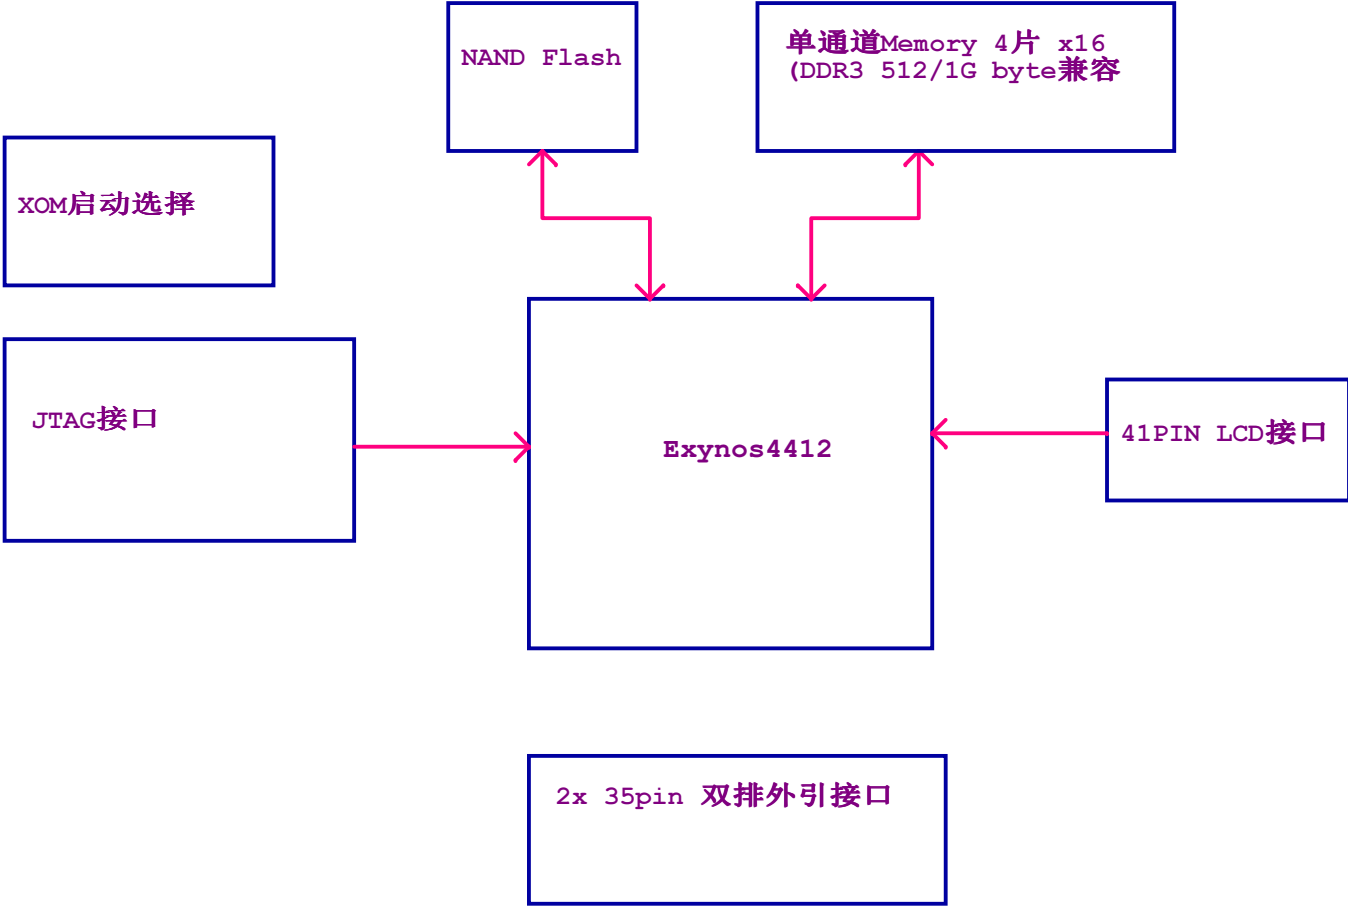 NAND Flash
单通道Memory 4片 x16
(DDR3 512/1G byte兼容
XOM启动选择
JTAG接口
Exynos4412
41PIN LCD接口
2x 35pin 双排外引接口